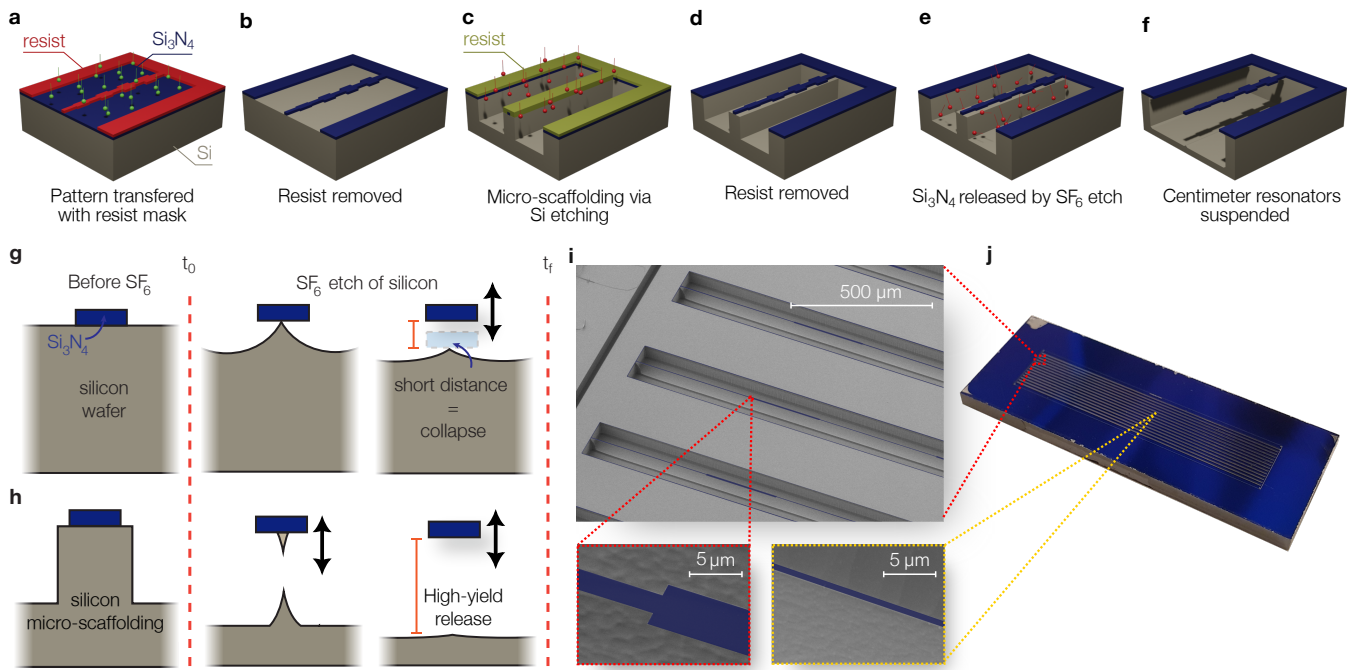 a
resist
Si3N4
Si
Pattern transfered
with resist mask
b
Resist removed
c
resist
Micro-scaffolding via
Si etching
d
Resist removed
e
Si3N4 released by SF6 etch
f
Centimeter resonators
suspended
g
Before SF6
t0
SF6 etch of silicon
tf
Si3N4
silicon
wafer
short distance
=
collapse
h
silicon
micro-scaffolding
High-yield
release
i
500 µm
5 µm
5 µm
j